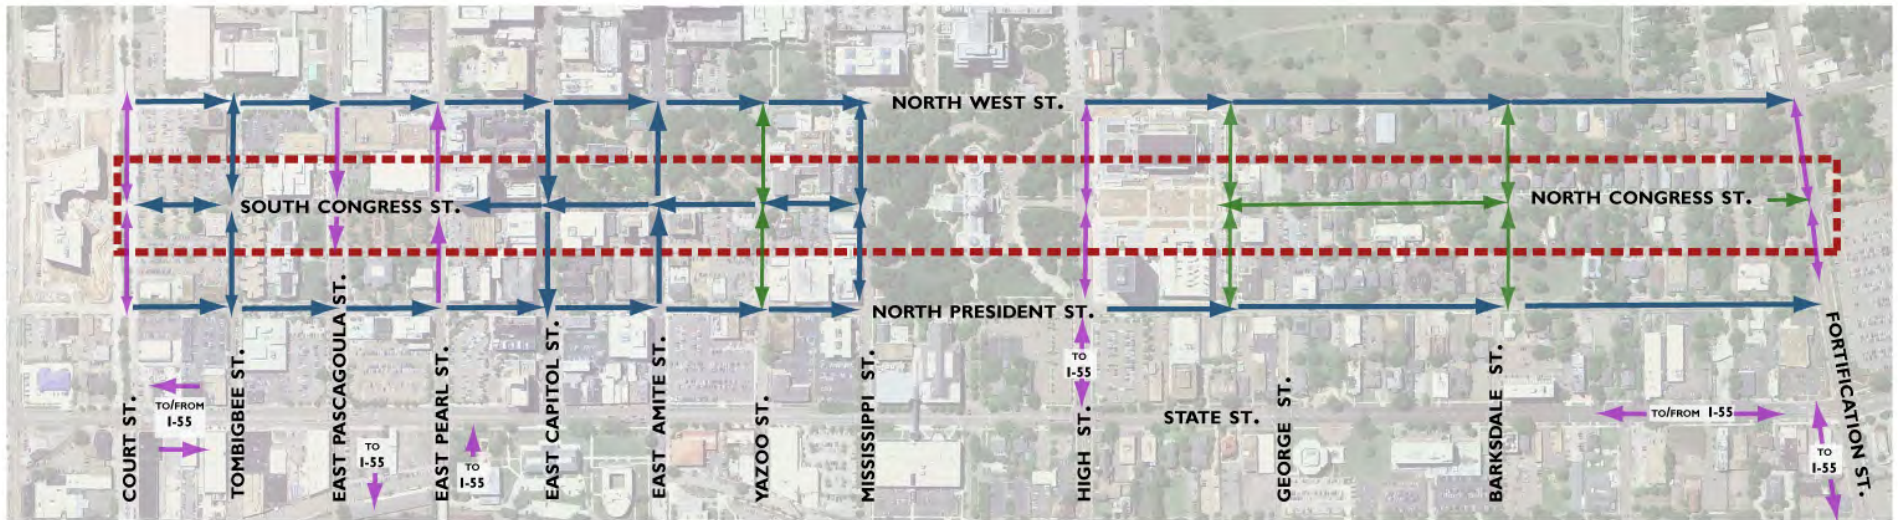 NORTH WEST ST.
SOUTH CONGRESS ST.
NORTH CONGRESS ST.
NORTH PRESIDENT ST.
STATE ST.
COURT ST.
TO/FROM
I-55
TOMBIGBEE ST.
EAST PASCAGOULA ST.
TO
I-55
EAST PEARL ST.
TO
I-55
EAST CAPITOL ST.
EAST AMITE ST.
YAZOO ST.
MISSISSIPPI ST.
TO
I-55
HIGH ST.
GEORGE ST.
BARKSDALE ST.
TO/FROM I-55
FORTIFICATION ST.
TO
I-55